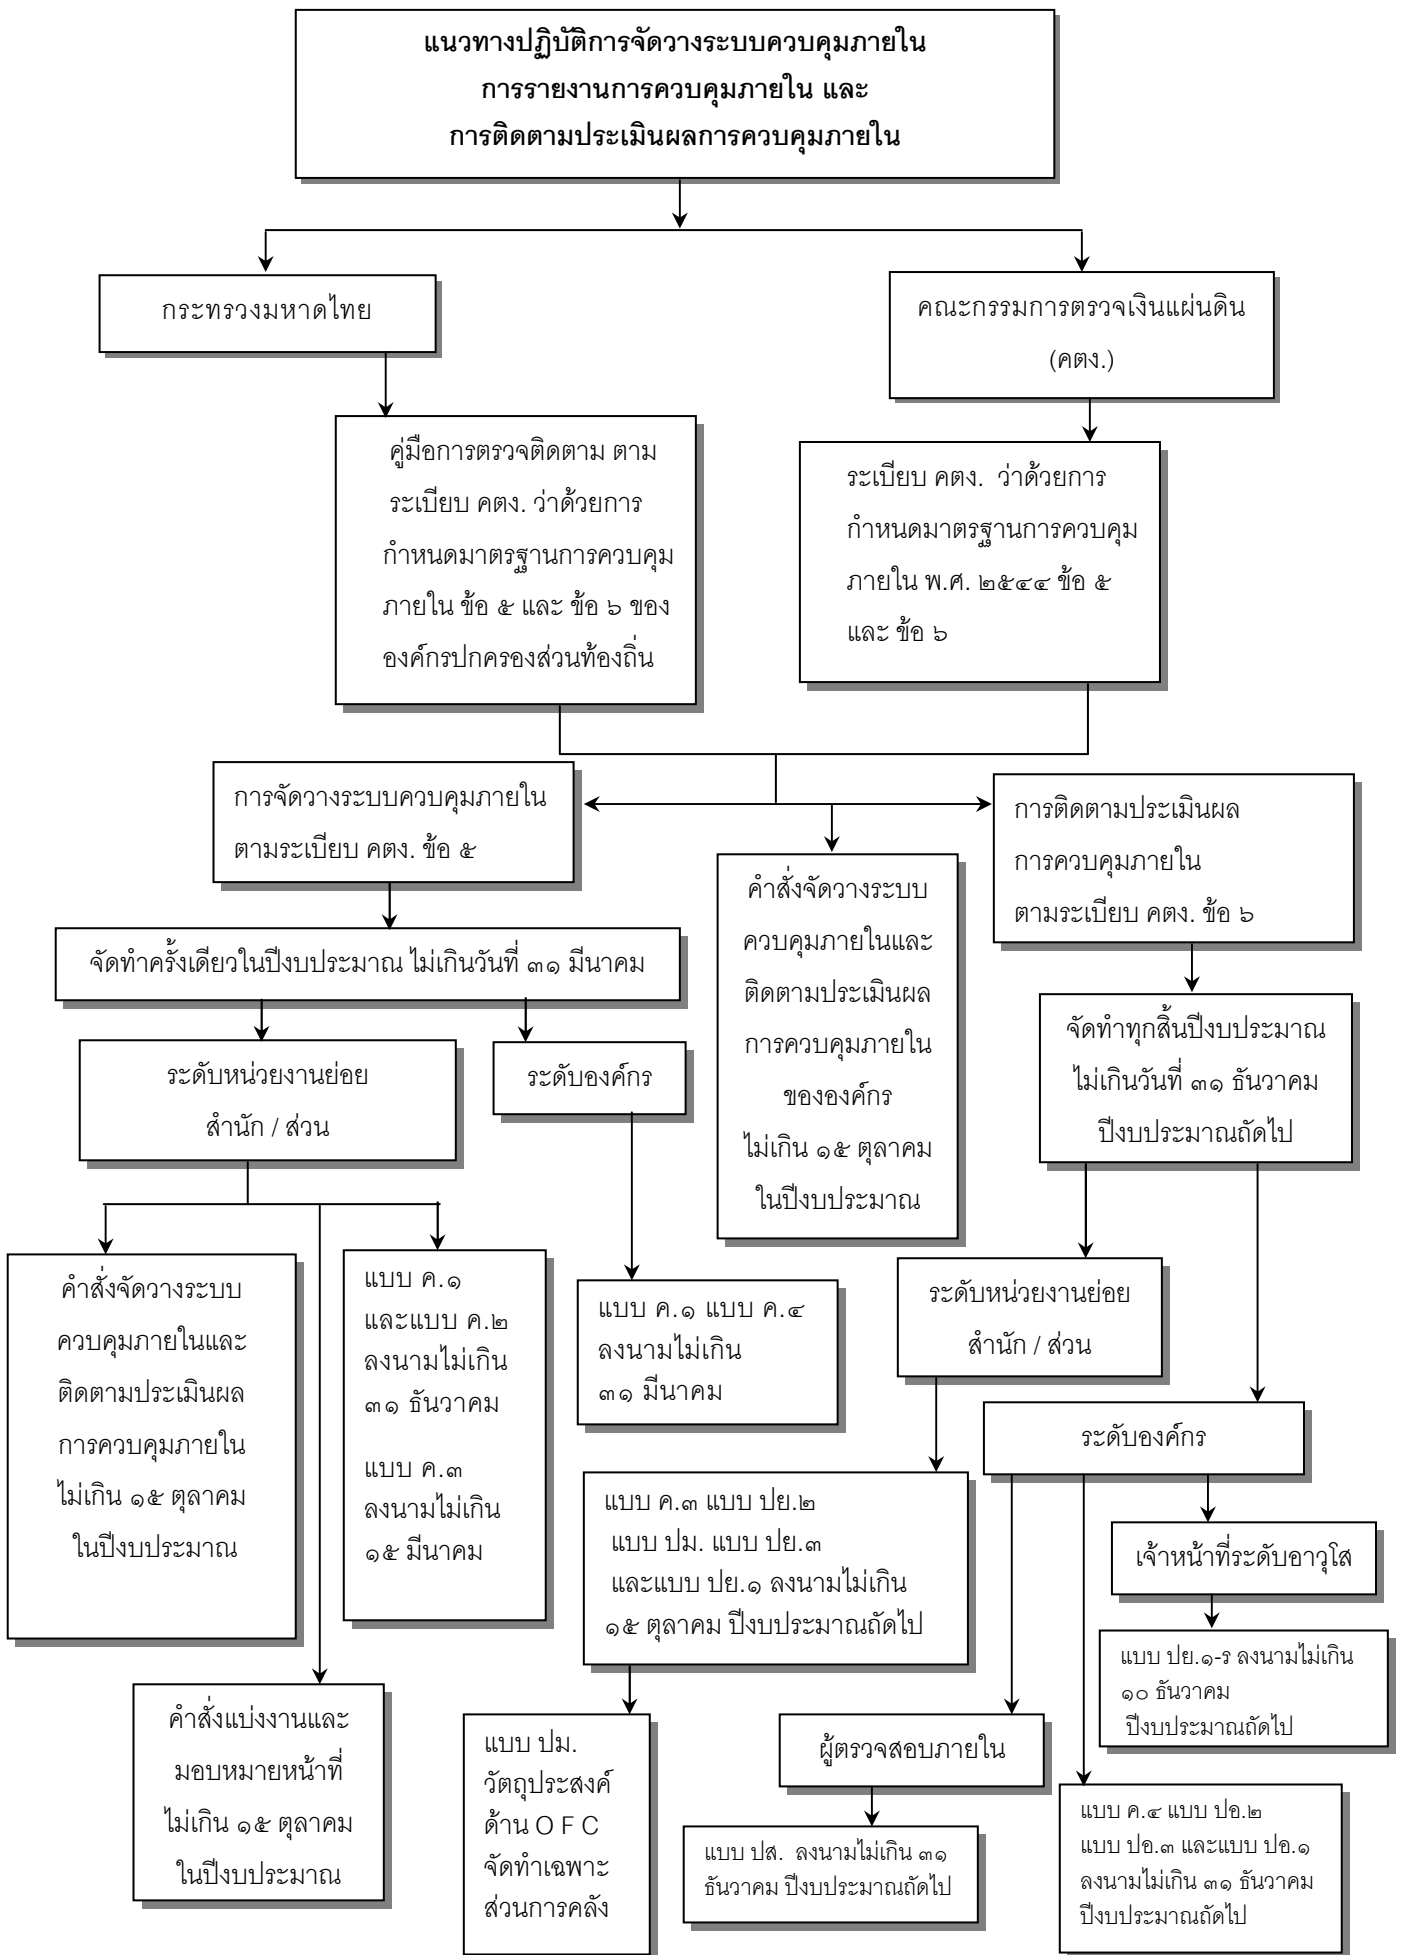 แนวทางปฏิบัติการจัดวางระบบควบคุมภายใน
การรายงานการควบคุมภายใน และ
การติดตามประเมินผลการควบคุมภายใน
กระทรวงมหาดไทย
คณะกรรมการตรวจเงินแผ่นดิน
(คตง.)
คู่มือการตรวจติดตาม ตาม
ระเบียบ คตง. ว่าด้วยการ
กำหนดมาตรฐานการควบคุม
ภายใน ข้อ ๕ และ ข้อ ๖ ของ
องค์กรปกครองส่วนท้องถิ่น
ระเบียบ คตง. ว่าด้วยการ
กำหนดมาตรฐานการควบคุม
ภายใน พ.ศ. ๒๕๔๔ ข้อ ๕
และ ข้อ ๖
การจัดวางระบบควบคุมภายใน
ตามระเบียบ คตง. ข้อ ๕
การติดตามประเมินผล
การควบคุมภายใน
ตามระเบียบ คตง. ข้อ ๖
คำสั่งจัดวางระบบ
ควบคุมภายในและ
ติดตามประเมินผล
การควบคุมภายใน
ขององค์กร
ไม่เกิน ๑๕ ตุลาคม
ในปีงบประมาณ
จัดทำครั้งเดียวในปีงบประมาณ ไม่เกินวันที่ ๓๑ มีนาคม
จัดทำทุกสิ้นปีงบประมาณ
ไม่เกินวันที่ ๓๑ ธันวาคม
ปีงบประมาณถัดไป
ระดับหน่วยงานย่อย
สำนัก / ส่วน
ระดับองค์กร
คำสั่งจัดวางระบบ
ควบคุมภายในและ
ติดตามประเมินผล
การควบคุมภายใน
ไม่เกิน ๑๕ ตุลาคม
ในปีงบประมาณ
แบบ ค.๑
และแบบ ค.๒
ลงนามไม่เกิน
๓๑ ธันวาคม
แบบ ค.๓
ลงนามไม่เกิน
๑๕ มีนาคม
แบบ ค.๑ แบบ ค.๔
ลงนามไม่เกิน
๓๑ มีนาคม
ระดับหน่วยงานย่อย
สำนัก / ส่วน
ระดับองค์กร
แบบ ค.๓ แบบ ปย.๒
แบบ ปม. แบบ ปย.๓
และแบบ ปย.๑ ลงนามไม่เกิน
๑๕ ตุลาคม ปีงบประมาณถัดไป
เจ้าหน้าที่ระดับอาวุโส
แบบ ปย.๑-ร ลงนามไม่เกิน
๑๐ ธันวาคม
ปีงบประมาณถัดไป
คำสั่งแบ่งงานและ
มอบหมายหน้าที่
ไม่เกิน ๑๕ ตุลาคม
ในปีงบประมาณ
แบบ ปม.
วัตถุประสงค์
ด้าน O F C
จัดทำเฉพาะ
ส่วนการคลัง
ผู้ตรวจสอบภายใน
แบบ ปส. ลงนามไม่เกิน ๓๑
ธันวาคม ปีงบประมาณถัดไป
แบบ ค.๔ แบบ ปอ.๒
แบบ ปอ.๓ และแบบ ปอ.๑
ลงนามไม่เกิน ๓๑ ธันวาคม
ปีงบประมาณถัดไป